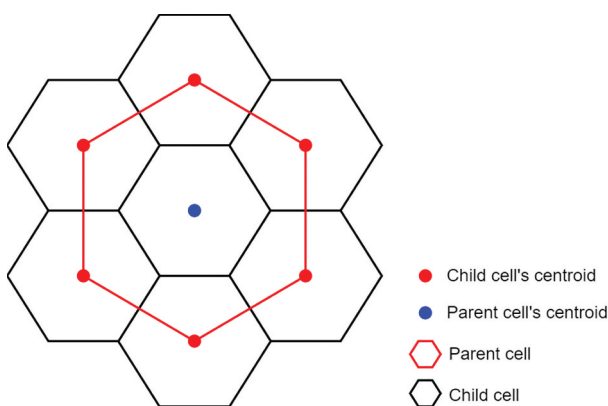 Child cell's centroid
Parent cell's centroid
Parent cell
Child cell